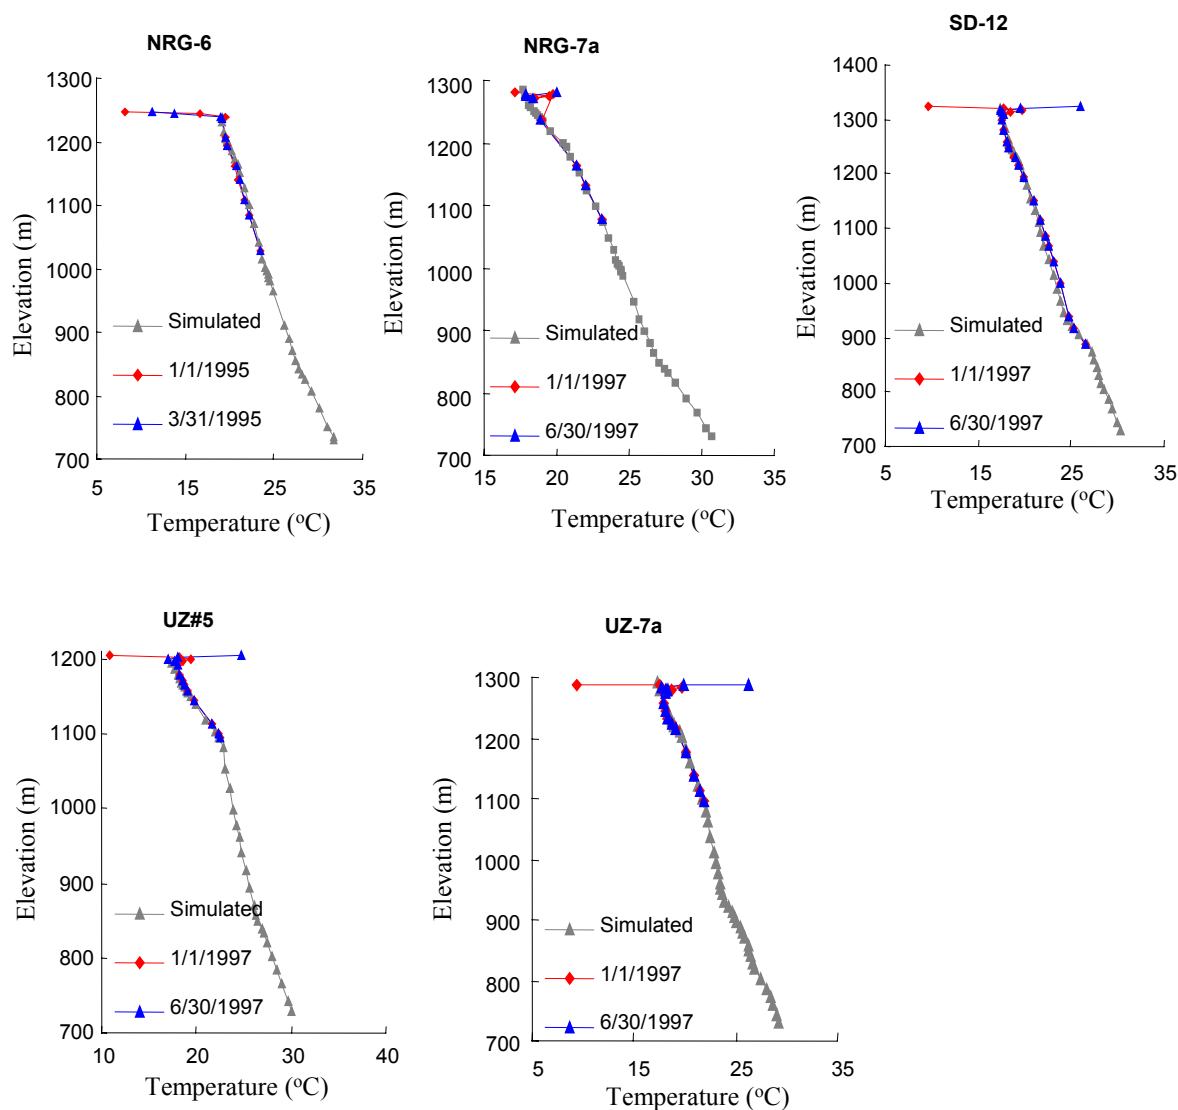 NRG-6
1300
1200
1100
1000
900
800
700
Elevation (m)
Simulated
1/1/1995
3/31/1995
5 15 25 35
Temperature (oC)
NRG-7a
1300
1200
1100
1000
900
800
700
Elevation (m)
Simulated
1/1/1997
6/30/1997
15 20 25 30 35
Temperature (oC)
SD-12
1400
1300
1200
1100
1000
900
800
700
Elevation (m)
Simulated
1/1/1997
6/30/1997
5 15 25 35
Temperature (oC)
UZ#5
1200
1100
1000
900
800
700
Elevation (m)
Simulated
1/1/1997
6/30/1997
10 20 30 40
Temperature (oC)
UZ-7a
1300
1200
1100
1000
900
800
700
Elevation (m)
Simulated
1/1/1997
6/30/1997
5 15 25 35
Temperature (oC)